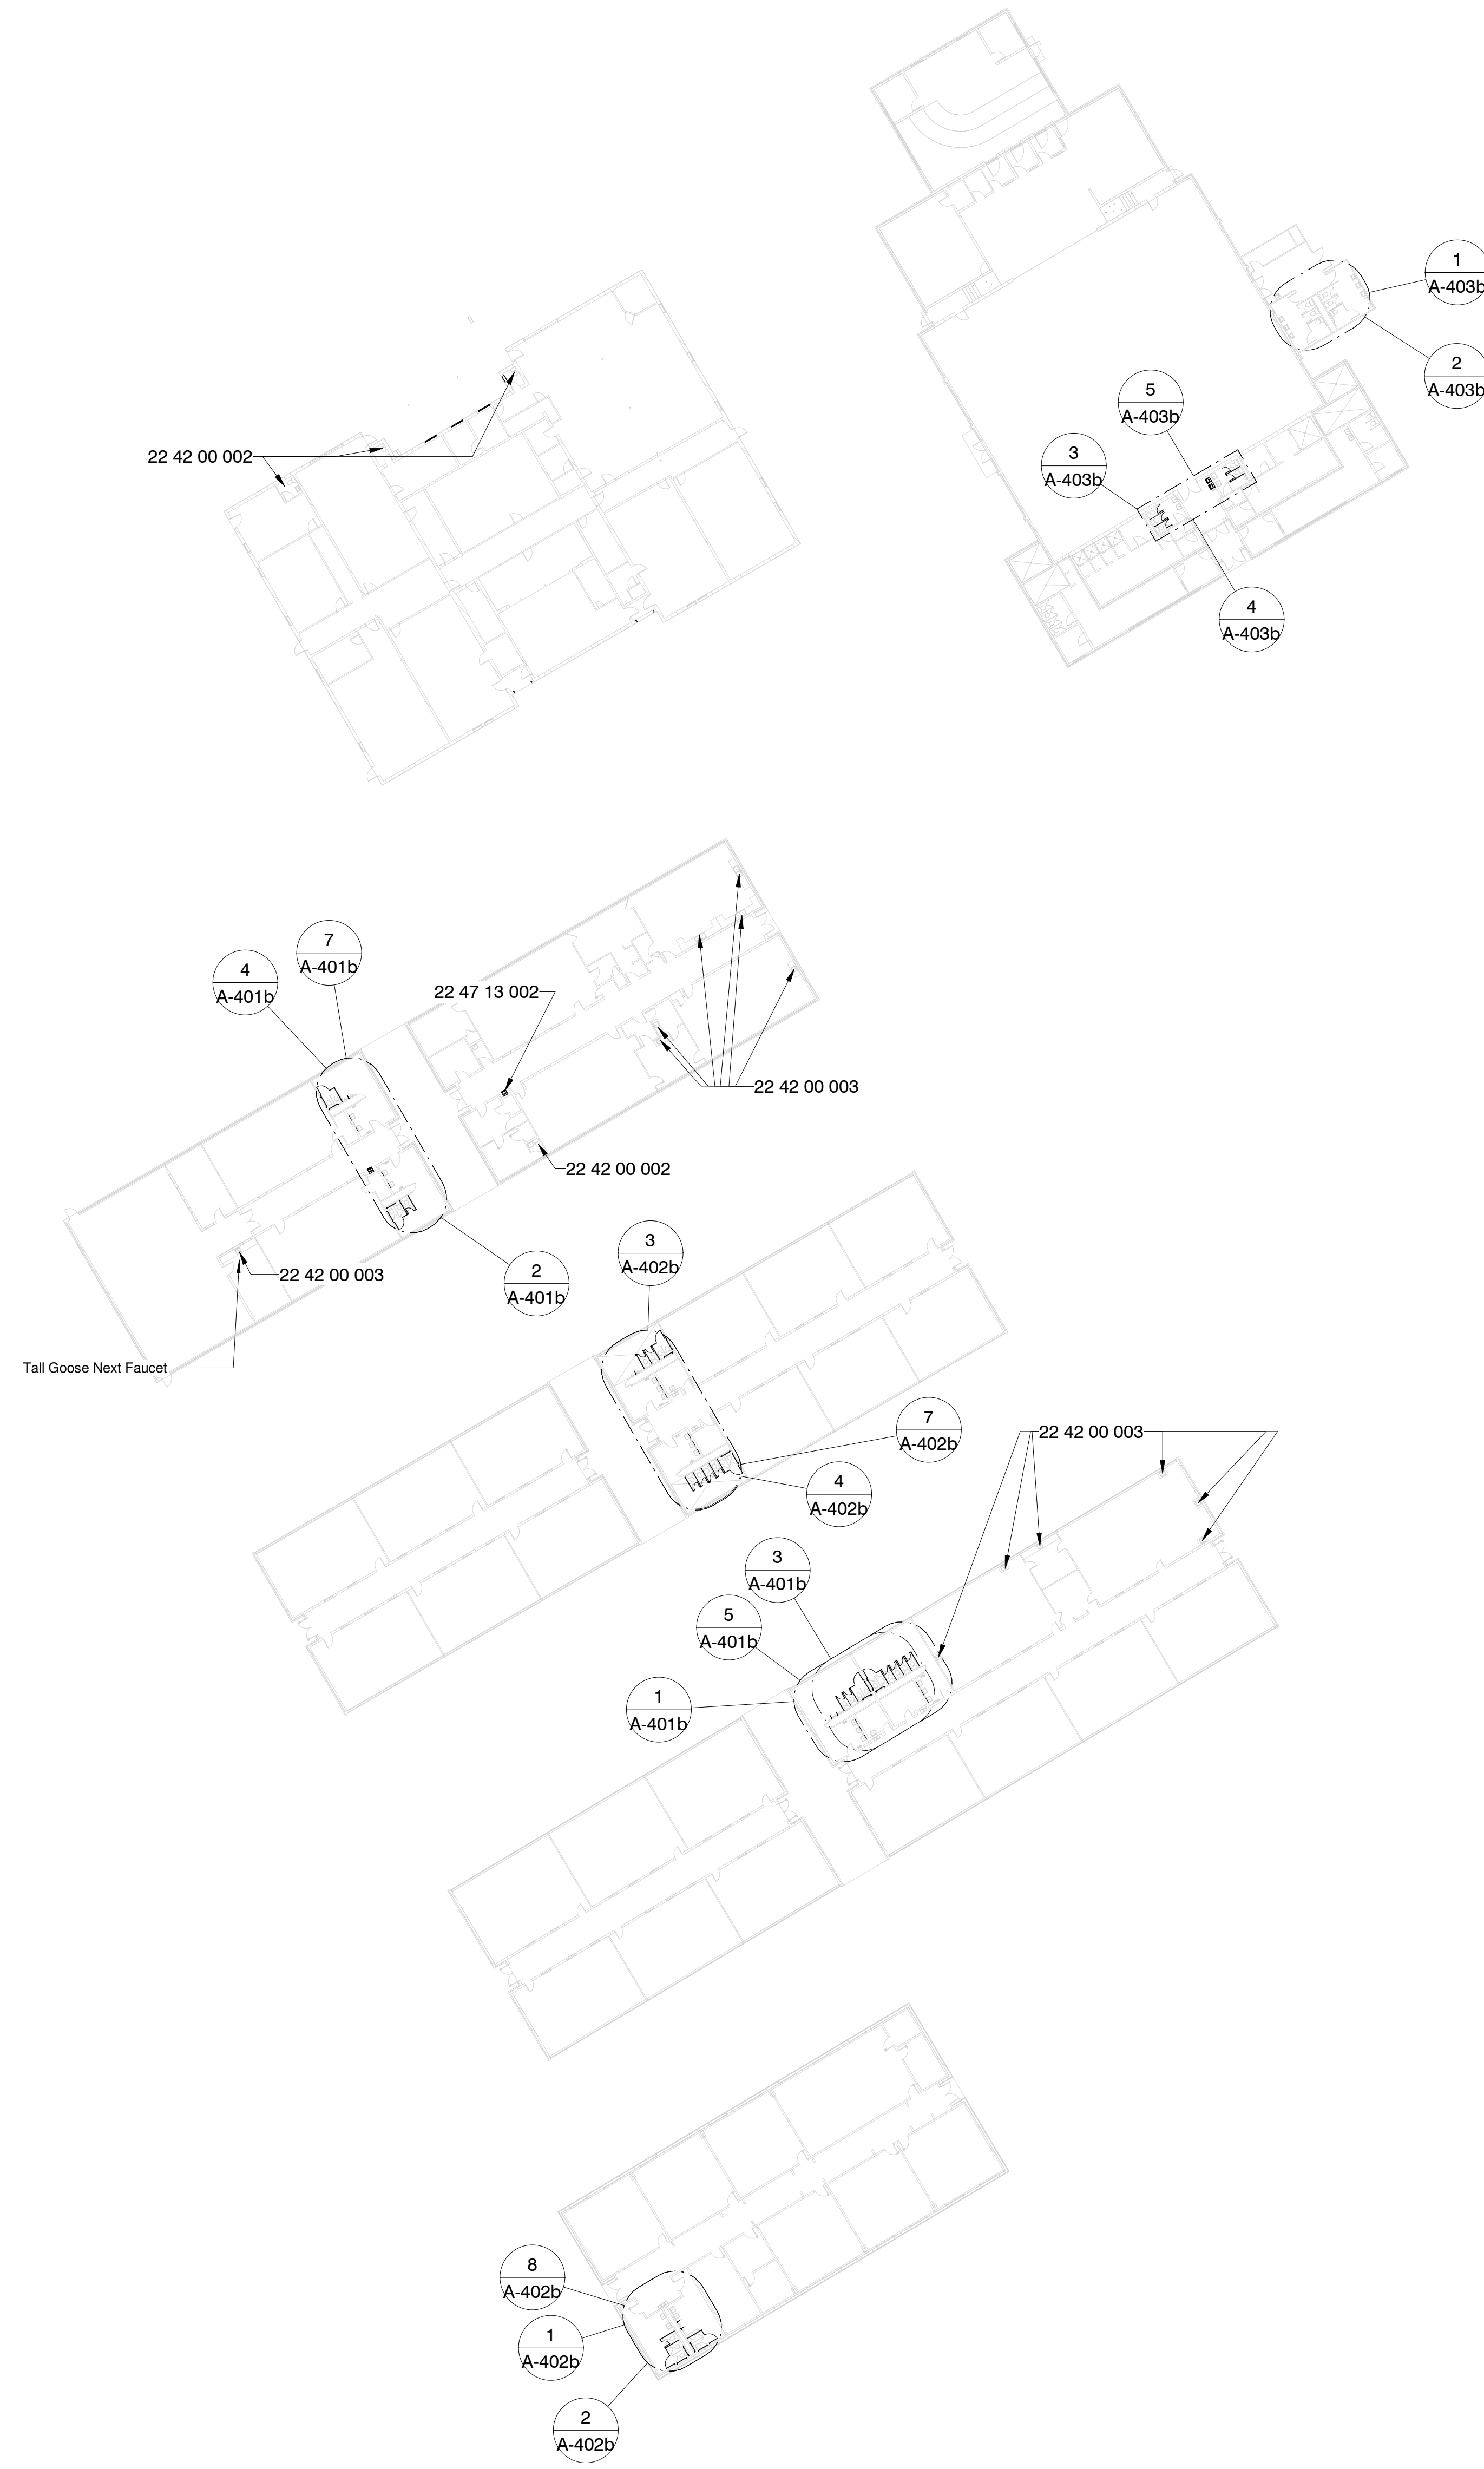 1
A-403b
2
A-403b
5
A-403b
3
A-403b
22 42 00 002
4
A-403b
7
A-401b
4
A-401b
22 47 13 002
22 42 00 003
22 42 00 002
3
A-402b
2
A-401b
22 42 00 003
Tall Goose Next Faucet
7
A-402b
22 42 00 003
4
A-402b
3
A-401b
5
A-401b
1
A-401b
8
A-402b
1
A-402b
2
A-402b